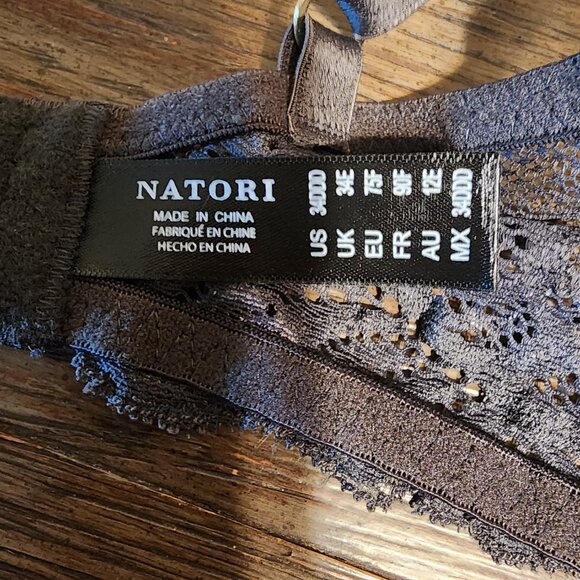 NATORI
MADE IN CHINA
FABRIQUÉ EN CHINE
HECHO EN CHINA
US 34DDD
UK 34E
EU 75F
FR 90F
AU 12E
MX 34DDD